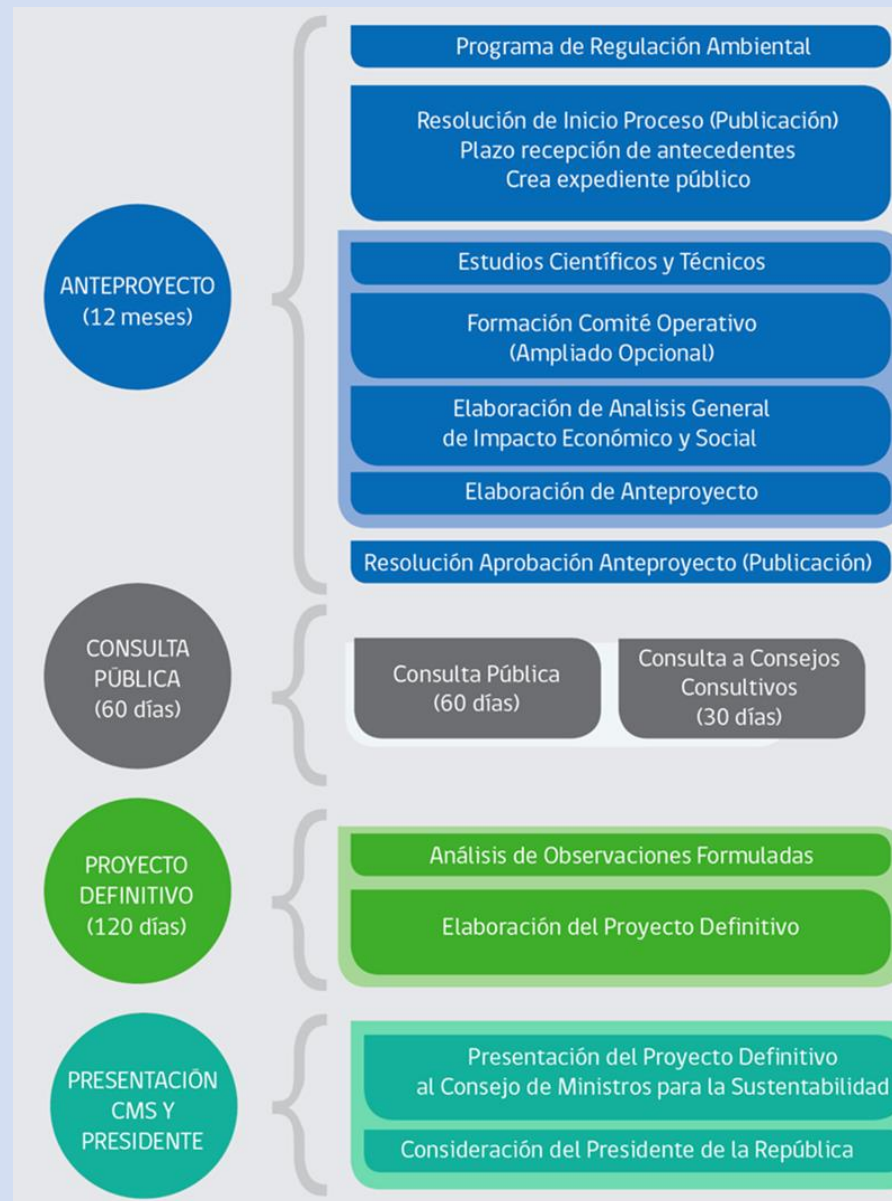 Programa de Regulación Ambiental
Resolución de Inicio Proceso (Publicación)
Plazo recepción de antecedentes
Crea expediente público
ANTEPROYECTO
(12 meses)
Estudios Científicos y Técnicos
Formación Comité Operativo
(Ampliado Opcional)
Elaboración de Analisis General
de Impacto Económico y Social
Elaboración de Anteproyecto
Resolución Aprobación Anteproyecto (Publicación)
CONSULTA
PÚBLICA
(60 días)
Consulta Pública
(60 días)
Consulta a Consejos
Consultivos
(30 días)
PROYECTO
DEFINITIVO
(120 días)
Análisis de Observaciones Formuladas
Elaboración del Proyecto Definitivo
PRESENTACIÓN
CMS Y
PRESIDENTE
Presentación del Proyecto Definitivo
al Consejo de Ministros para la Sustentabilidad
Consideración del Presidente de la República